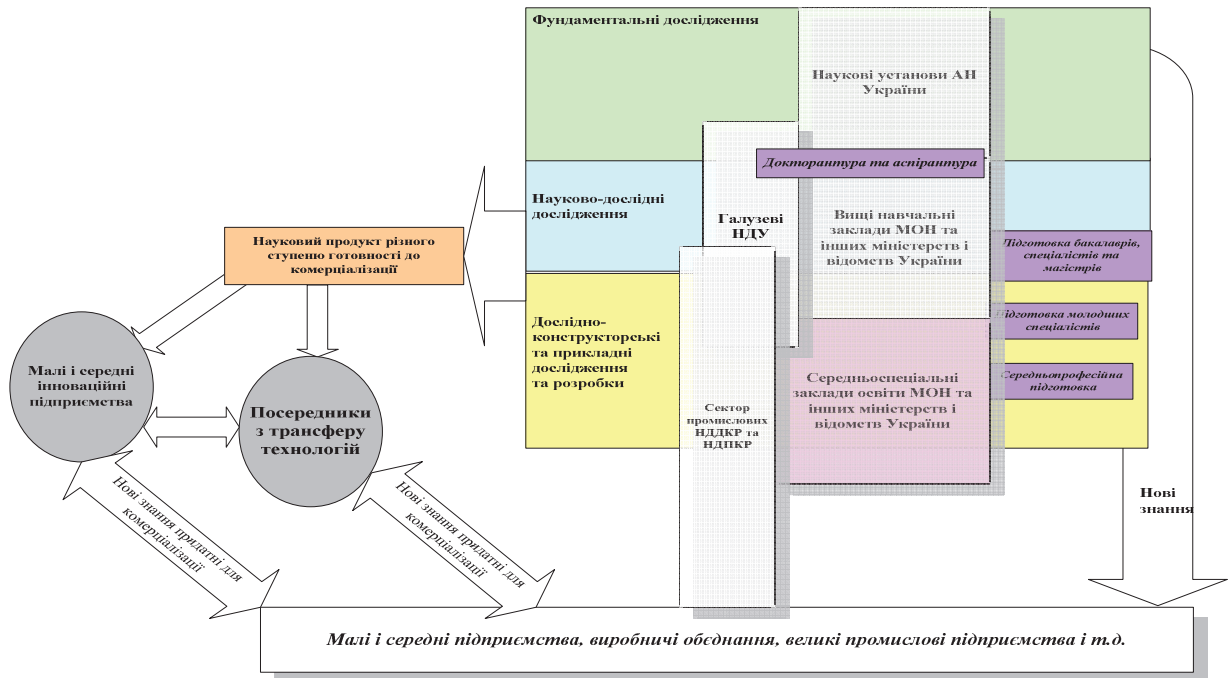 Фундаментальні дослідження
Наукові установи АН
України
Докторантура та аспірантура
Науково-дослідні
дослідження
Галузеві
НДУ
Вищі навчальні
заклади МОН та
інших міністерств і
відомств України
Підготовка бакалаврів,
спеціалістів та
магістрів
Науковий продукт різного
ступеню готовності до
комерціалізації
Дослідно-
конструкторські
та прикладні
дослідження
та розробки
Підготовка молодших
спеціалістів
Середньопрофесійна
підготовка
Середньоспеціальні
заклади освіти МОН та
інших міністерств і
відомств України
Сектор
промислових
НДДКР та
НДПКР
Малі і середні
інноваційні
підприємства
Посередники
з трансферу
технологій
Нові знання придатні для
комерціалізації
Нові знання придатні для
комерціалізації
Нові
знання
Малі і середні підприємства, виробничі обєднання, великі промислові підприємства і т.д.